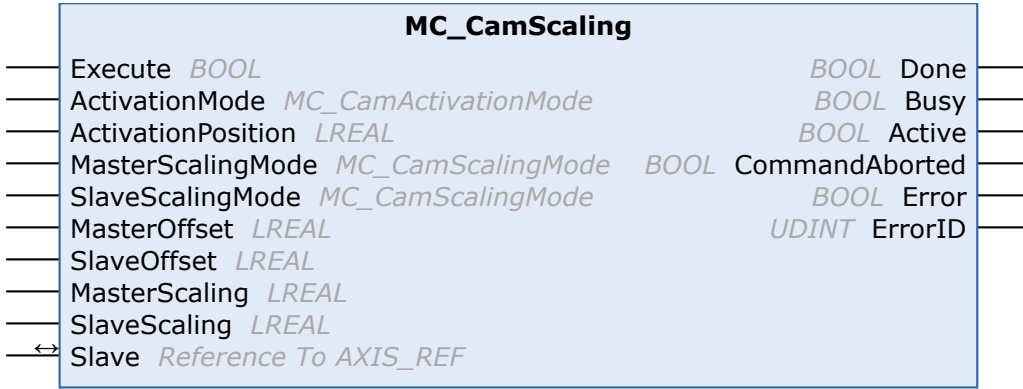 MC_CamScaling
Execute BOOL BOOL Done
ActivationMode MC_CamActivationMode BOOL Busy
ActivationPosition LREAL BOOL Active
MasterScalingMode MC_CamScalingMode BOOL CommandAborted
SlaveScalingMode MC_CamScalingMode BOOL Error
MasterOffset LREAL UDINT ErrorID
SlaveOffset LREAL
MasterScaling LREAL
SlaveScaling LREAL
↔ Slave Reference To AXIS_REF